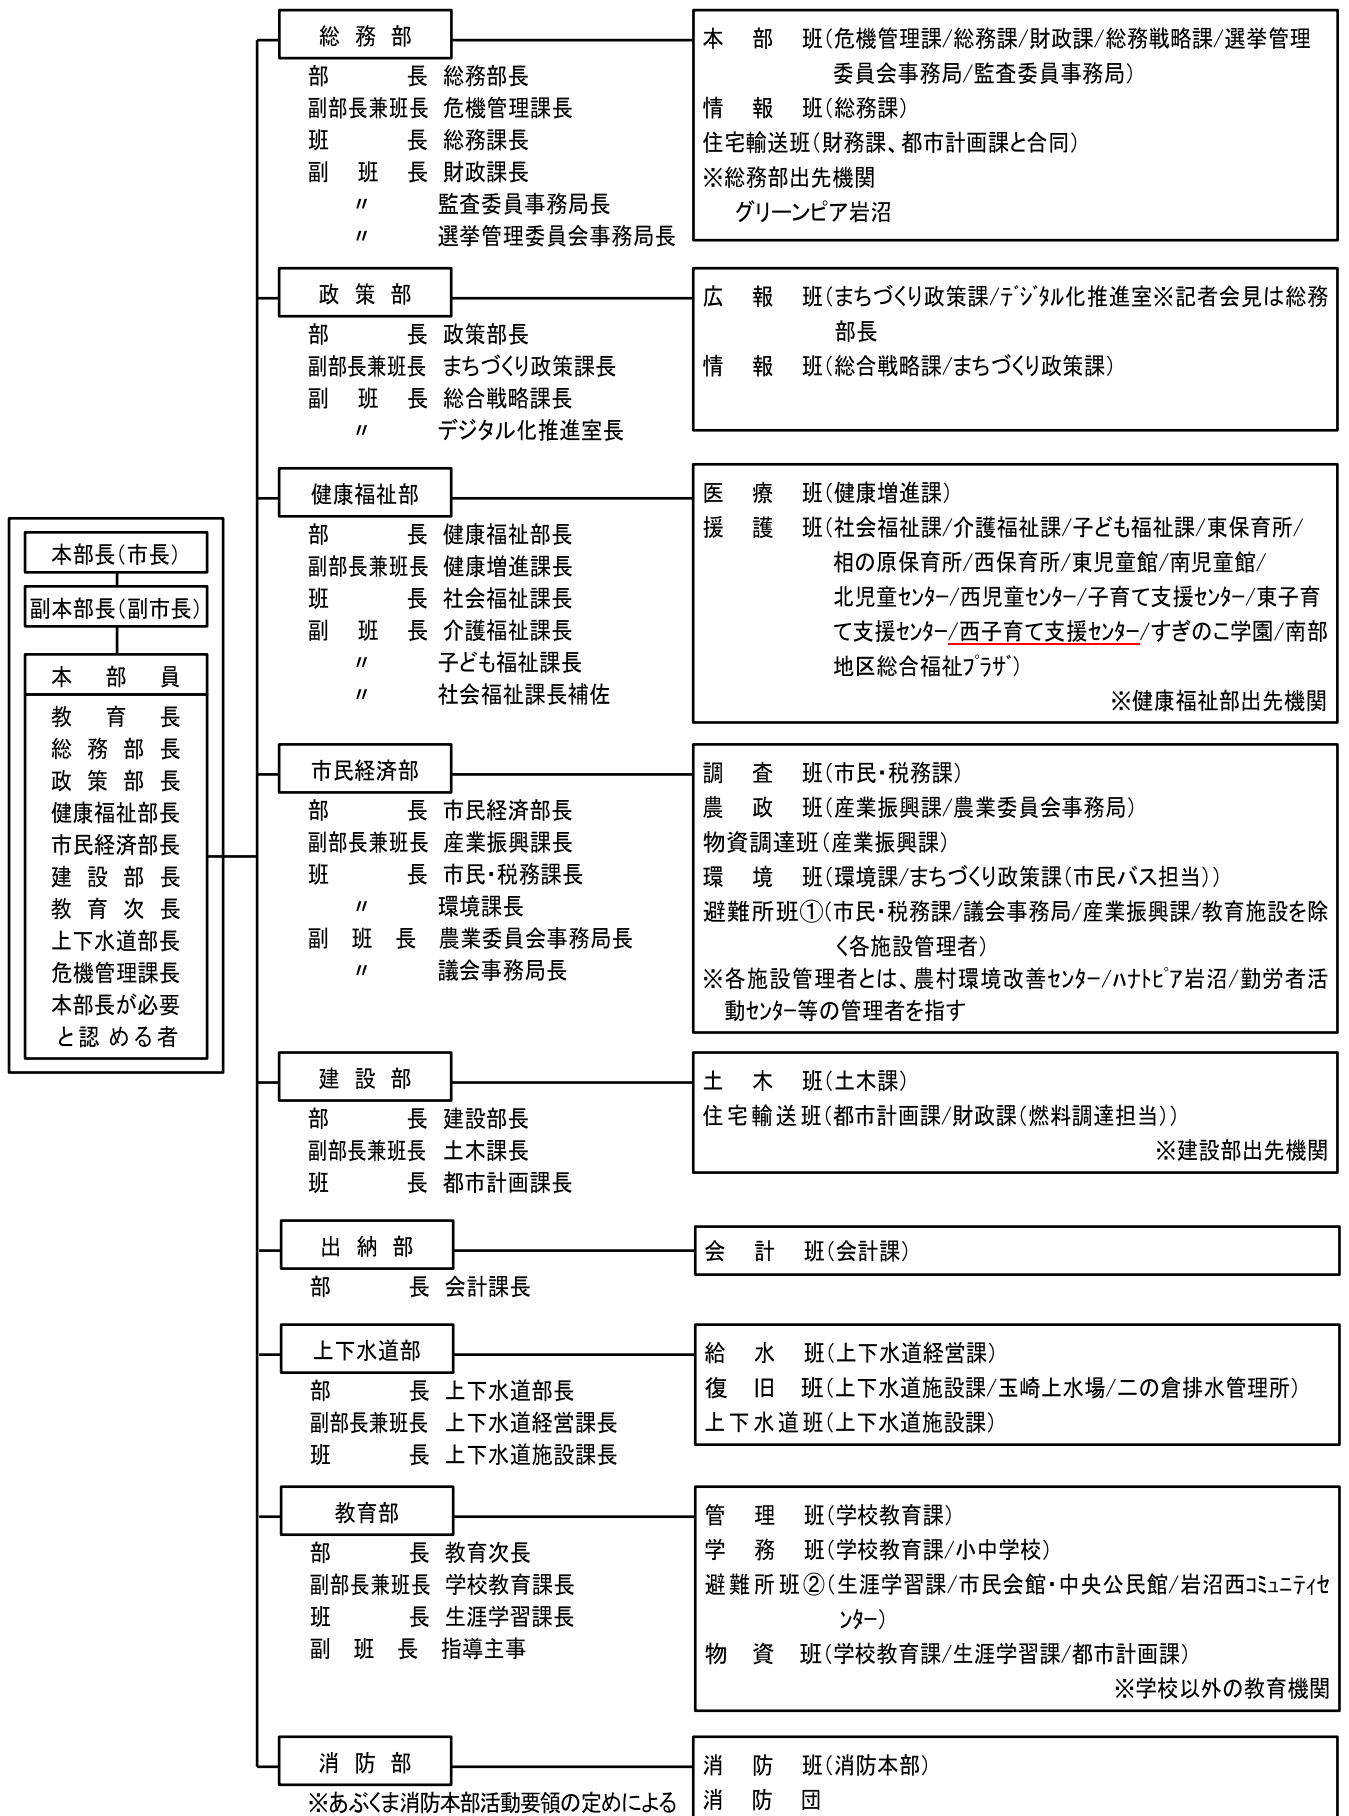 本部長（市長）
副本部長（副市長）
本部員
教育長
総務部長
政策部長
健康福祉部長
市民経済部長
建設部長
教育次長
上下水道部長
危機管理課長
本部長が必要
と認める者
総務部
部長 総務部長
副部長兼班長 危機管理課長
班長 総務課長
副班長 財政課長
〃 監査委員事務局長
〃 選挙管理委員会事務局長
本部班（危機管理課/総務課/財政課/総務戦略課/選挙管理
委員会事務局/監査委員事務局）
情報班（総務課）
住宅輸送班（財務課、都市計画課と合同）
※総務部出先機関
グリーンピア岩沼
政策部
部長 政策部長
副部長兼班長 まちづくり政策課長
副班長 総合戦略課長
〃 デジタル化推進室長
広報班（まちづくり政策課/ﾃﾞｼﾞﾀﾙ化推進室※記者会見は総務
部長
情報班（総合戦略課/まちづくり政策課）
健康福祉部
部長 健康福祉部長
副部長兼班長 健康増進課長
班長 社会福祉課長
副班長 介護福祉課長
〃 子ども福祉課長
〃 社会福祉課長補佐
医療班（健康増進課）
援護班（社会福祉課/介護福祉課/子ども福祉課/東保育所/
相の原保育所/西保育所/東児童館/南児童館/
北児童ｾﾝﾀｰ/西児童ｾﾝﾀｰ/子育て支援ｾﾝﾀｰ/東子育
て支援ｾﾝﾀｰ/西子育て支援ｾﾝﾀｰ/すぎのこ学園/南部
地区総合福祉ﾌﾟﾗｻﾞ）
※健康福祉部出先機関
市民経済部
部長 市民経済部長
副部長兼班長 産業振興課長
班長 市民・税務課長
〃 環境課長
副班長 農業委員会事務局長
〃 議会事務局長
調査班（市民・税務課）
農政班（産業振興課/農業委員会事務局）
物資調達班（産業振興課）
環境班（環境課/まちづくり政策課（市民バス担当））
避難所班①（市民・税務課/議会事務局/産業振興課/教育施設を除
く各施設管理者）
※各施設管理者とは、農村環境改善ｾﾝﾀｰ/ﾊﾅﾄﾋﾟｱ岩沼/勤労者活
動ｾﾝﾀｰ等の管理者を指す
建設部
部長 建設部長
副部長兼班長 土木課長
班長 都市計画課長
土木班（土木課）
住宅輸送班（都市計画課/財政課（燃料調達担当））
※建設部出先機関
出納部
部長 会計課長
会計班（会計課）
上下水道部
部長 上下水道部長
副部長兼班長 上下水道経営課長
班長 上下水道施設課長
給水班（上下水道経営課）
復旧班（上下水道施設課/玉崎上水場/二の倉排水管理所）
上下水道班（上下水道施設課）
教育部
部長 教育次長
副部長兼班長 学校教育課長
班長 生涯学習課長
副班長 指導主事
管理班（学校教育課）
学務班（学校教育課/小中学校）
避難所班②（生涯学習課/市民会館・中央公民館/岩沼西ｺﾐｭﾆﾃｨｾ
ﾝﾀｰ）
物資班（学校教育課/生涯学習課/都市計画課）
※学校以外の教育機関
消防部
※あぶくま消防本部活動要領の定めによる
消防班（消防本部）
消防団